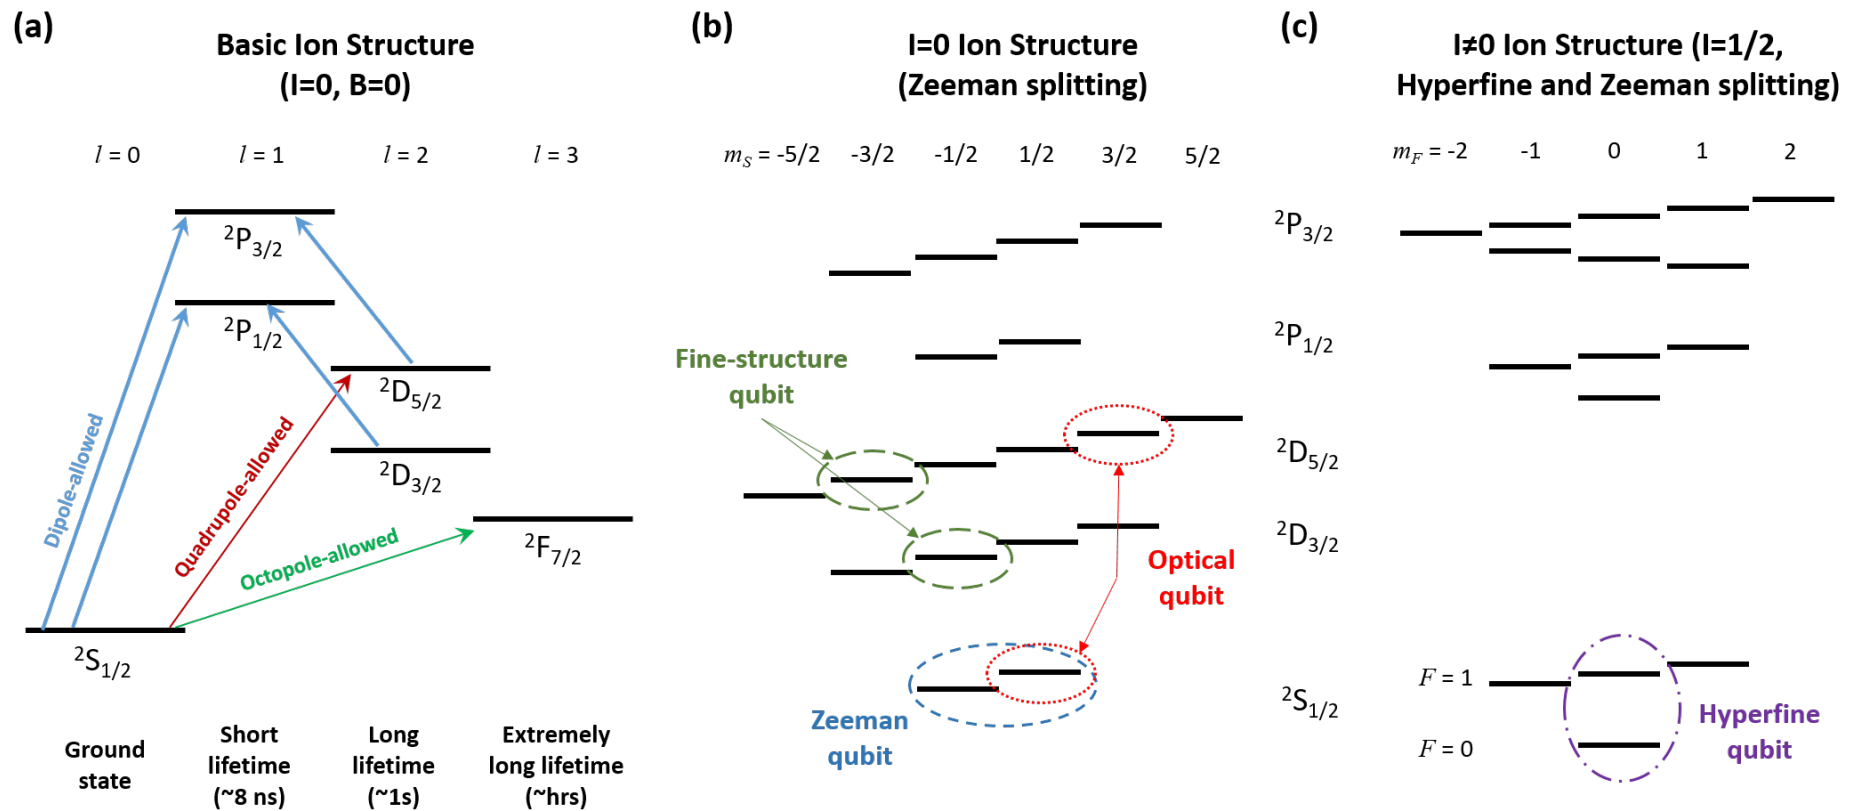 (a)
Basic Ion Structure
(I=0, B=0)
l = 0 l = 1 l = 2 l = 3
²P₃/₂
²P₁/₂
²D₅/₂
²D₃/₂
²F₇/₂
²S₁/₂
Dipole-allowed
Quadrupole-allowed
Octopole-allowed
Ground
state
Short
lifetime
(~8 ns)
Long
lifetime
(~1s)
Extremely
long lifetime
(~hrs)
(b)
I=0 Ion Structure
(Zeeman splitting)
m_S = -5/2 -3/2 -1/2 1/2 3/2 5/2
Fine-structure
qubit
Optical
qubit
Zeeman
qubit
(c)
I≠0 Ion Structure (I=1/2,
Hyperfine and Zeeman splitting)
m_F = -2 -1 0 1 2
²P₃/₂
²P₁/₂
²D₅/₂
²D₃/₂
²S₁/₂
F = 1
F = 0
Hyperfine
qubit